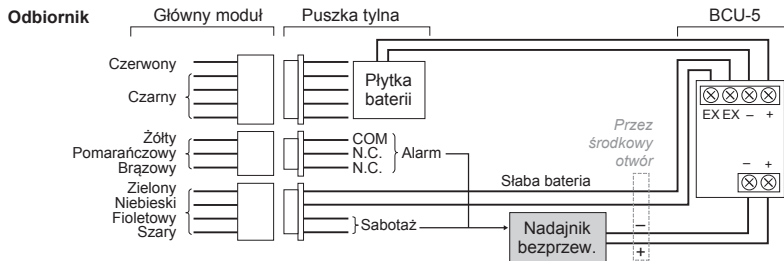 Odbiornik
Główny moduł
Puszka tylna
BCU-5
Czerwony
Czarny
Płytka
baterii
EX EX – +
Żółty
Pomarańczowy
Brązowy
COM
N.C.
N.C.
Alarm
Przez
środkowy
otwór
– +
Zielony
Niebieski
Fioletowy
Szary
Słaba bateria
Sabotaż
Nadajnik
bezprzew.
–
+